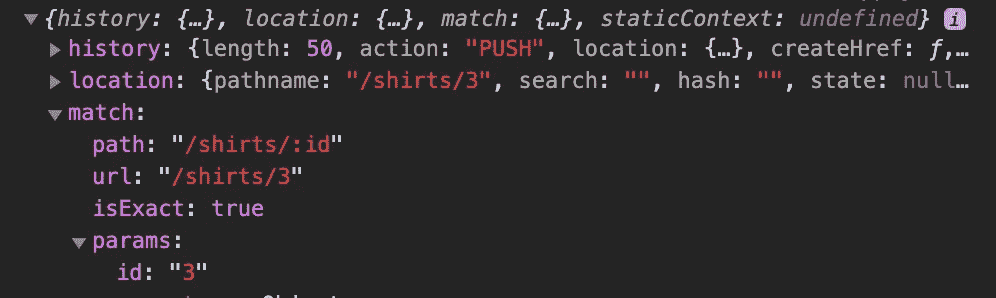 ▼{history: {…}, location: {…}, match: {…}, staticContext: undefined} i
▶history: {length: 50, action: "PUSH", location: {…}, createHref: ƒ,…
▶location: {pathname: "/shirts/3", search: "", hash: "", state: null…
▼match:
path: "/shirts/:id"
url: "/shirts/3"
isExact: true
▼params:
id: "3"